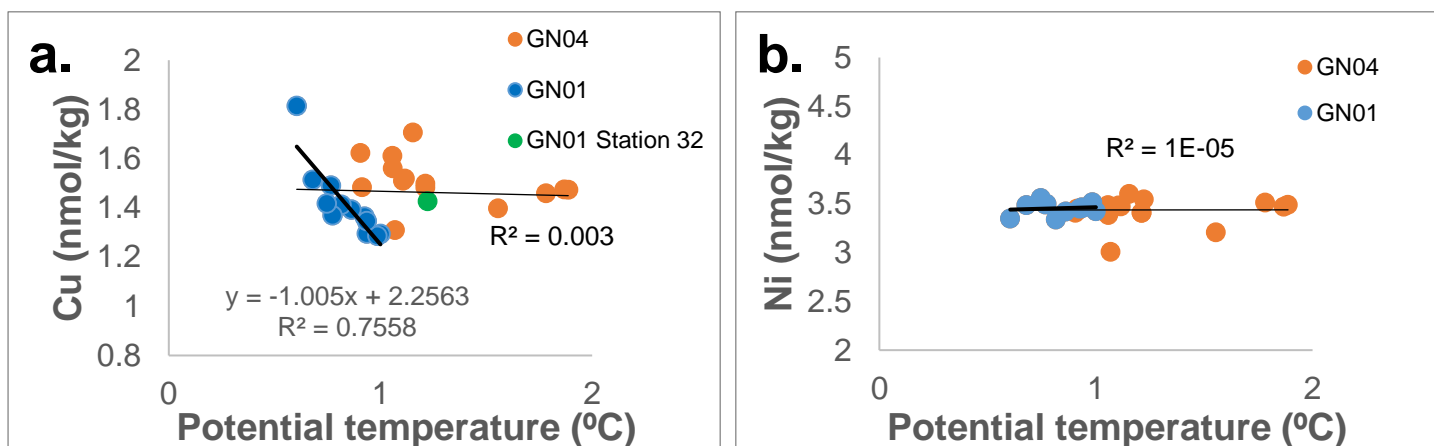 a.
Cu (nmol/kg)
2
1.8
1.6
1.4
1.2
1
0.8
GN04
GN01
GN01 Station 32
R² = 0.003
y = -1.005x + 2.2563
R² = 0.7558
0
1
2
Potential temperature (ºC)
b.
Ni (nmol/kg)
5
4.5
4
3.5
3
2.5
2
GN04
GN01
R² = 1E-05
0
1
2
Potential temperature (ºC)